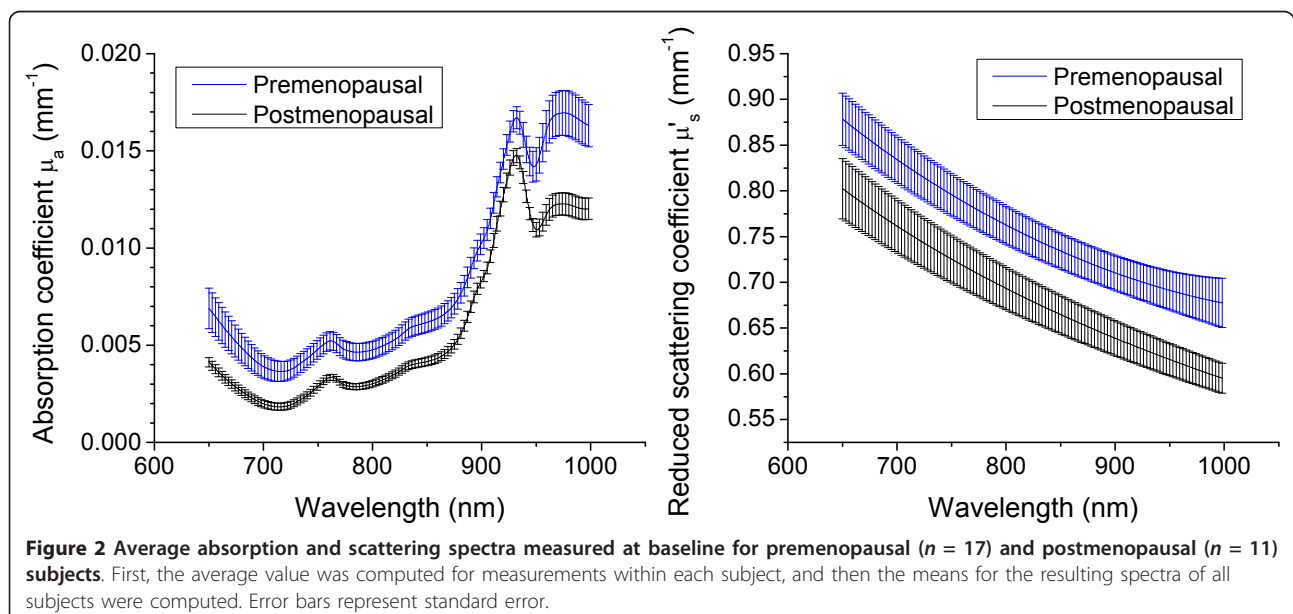 Absorption coefficient μa (mm-1)
0.020
0.015
0.010
0.005
0.000
Premenopausal
Postmenopausal
600 700 800 900 1000
Wavelength (nm)
Reduced scattering coefficient μ's (mm-1)
0.95
0.90
0.85
0.80
0.75
0.70
0.65
0.60
0.55
Premenopausal
Postmenopausal
600 700 800 900 1000
Wavelength (nm)
Figure 2 Average absorption and scattering spectra measured at baseline for premenopausal (n = 17) and postmenopausal (n = 11)
subjects. First, the average value was computed for measurements within each subject, and then the means for the resulting spectra of all
subjects were computed. Error bars represent standard error.